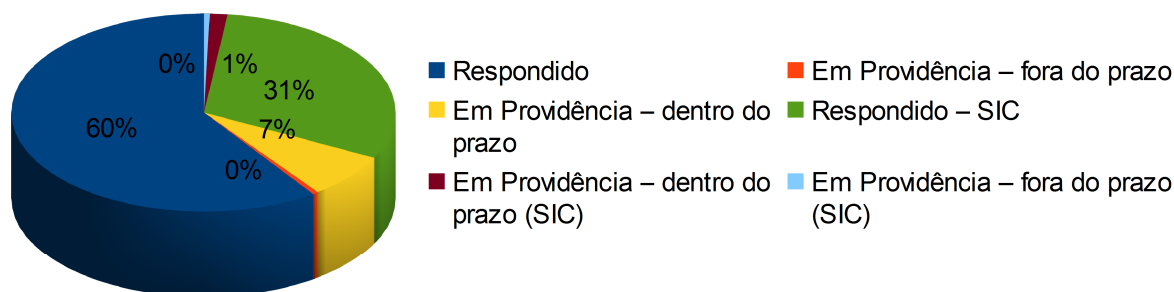 0%
1%
31%
60%
7%
0%
Respondido
Em Providência – fora do prazo
Em Providência – dentro do
prazo
Respondido – SIC
Em Providência – dentro do
prazo (SIC)
Em Providência – fora do prazo
(SIC)